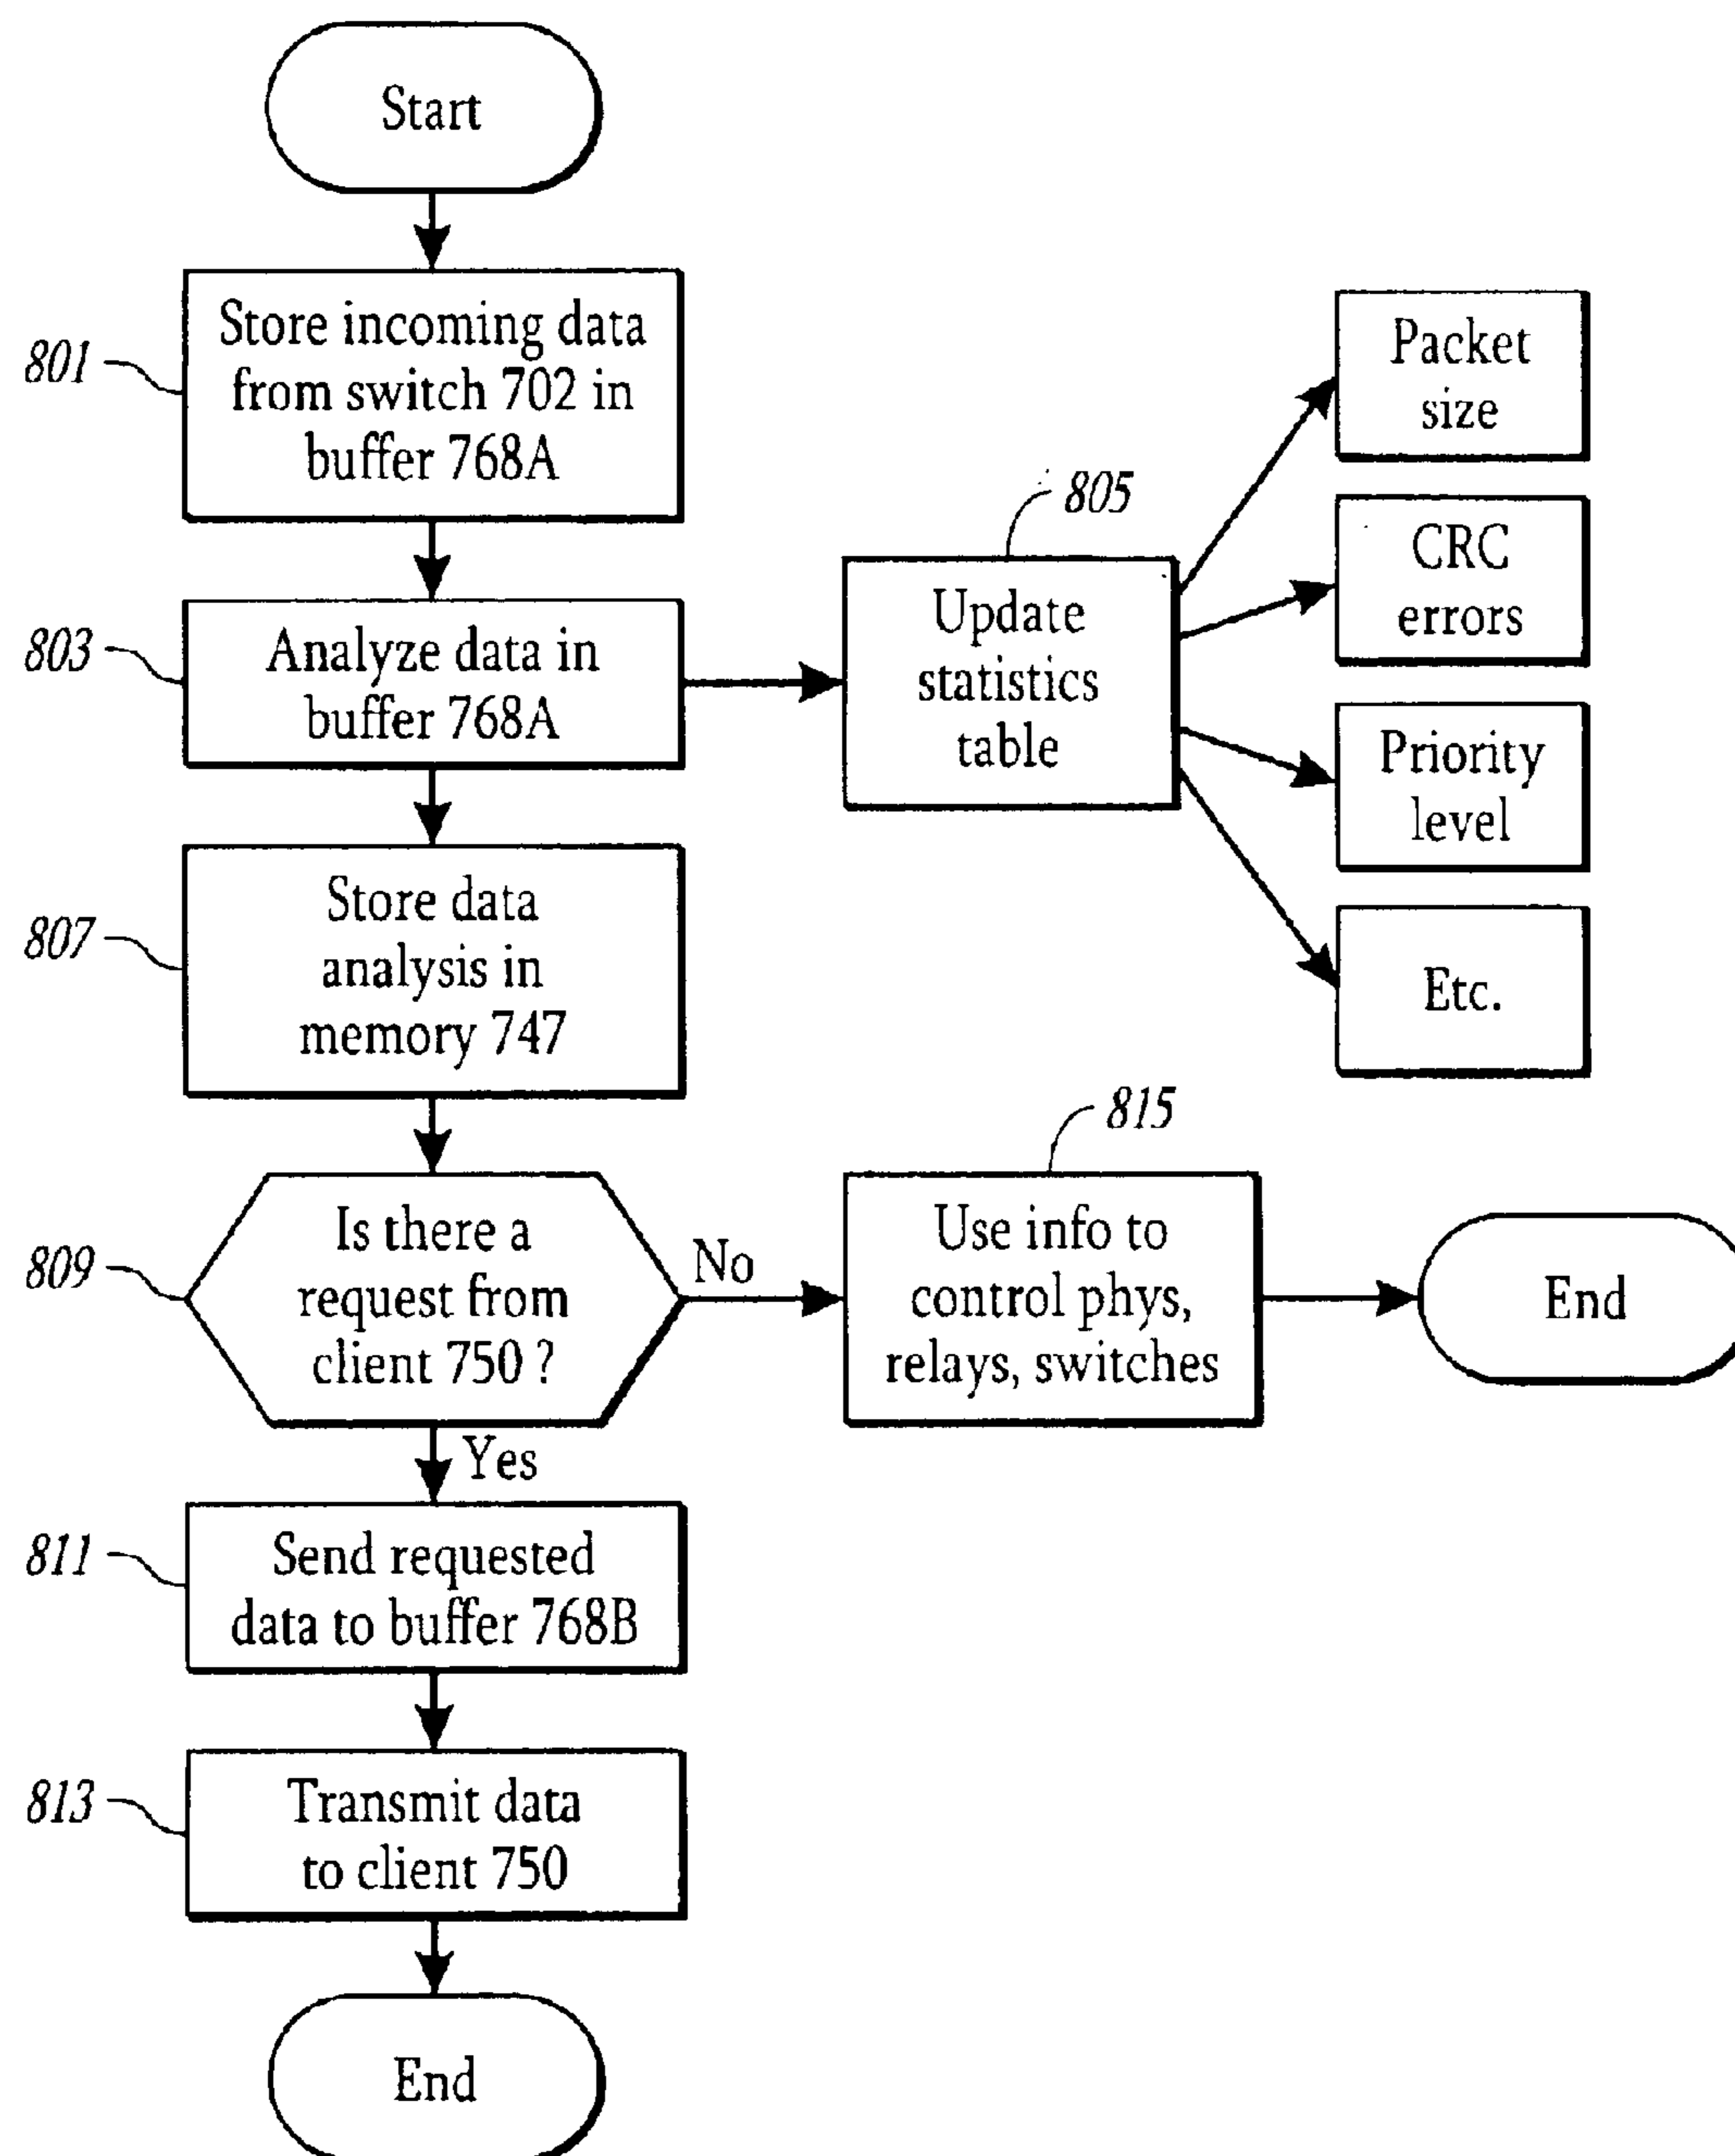 Start
801
Store incoming data
from switch 702 in
buffer 768A
803
Analyze data in
buffer 768A
805
Update
statistics
table
Packet
size
CRC
errors
Priority
level
Etc.
807
Store data
analysis in
memory 747
809
Is there a
request from
client 750 ?
No
815
Use info to
control phys,
relays, switches
End
Yes
811
Send requested
data to buffer 768B
813
Transmit data
to client 750
End